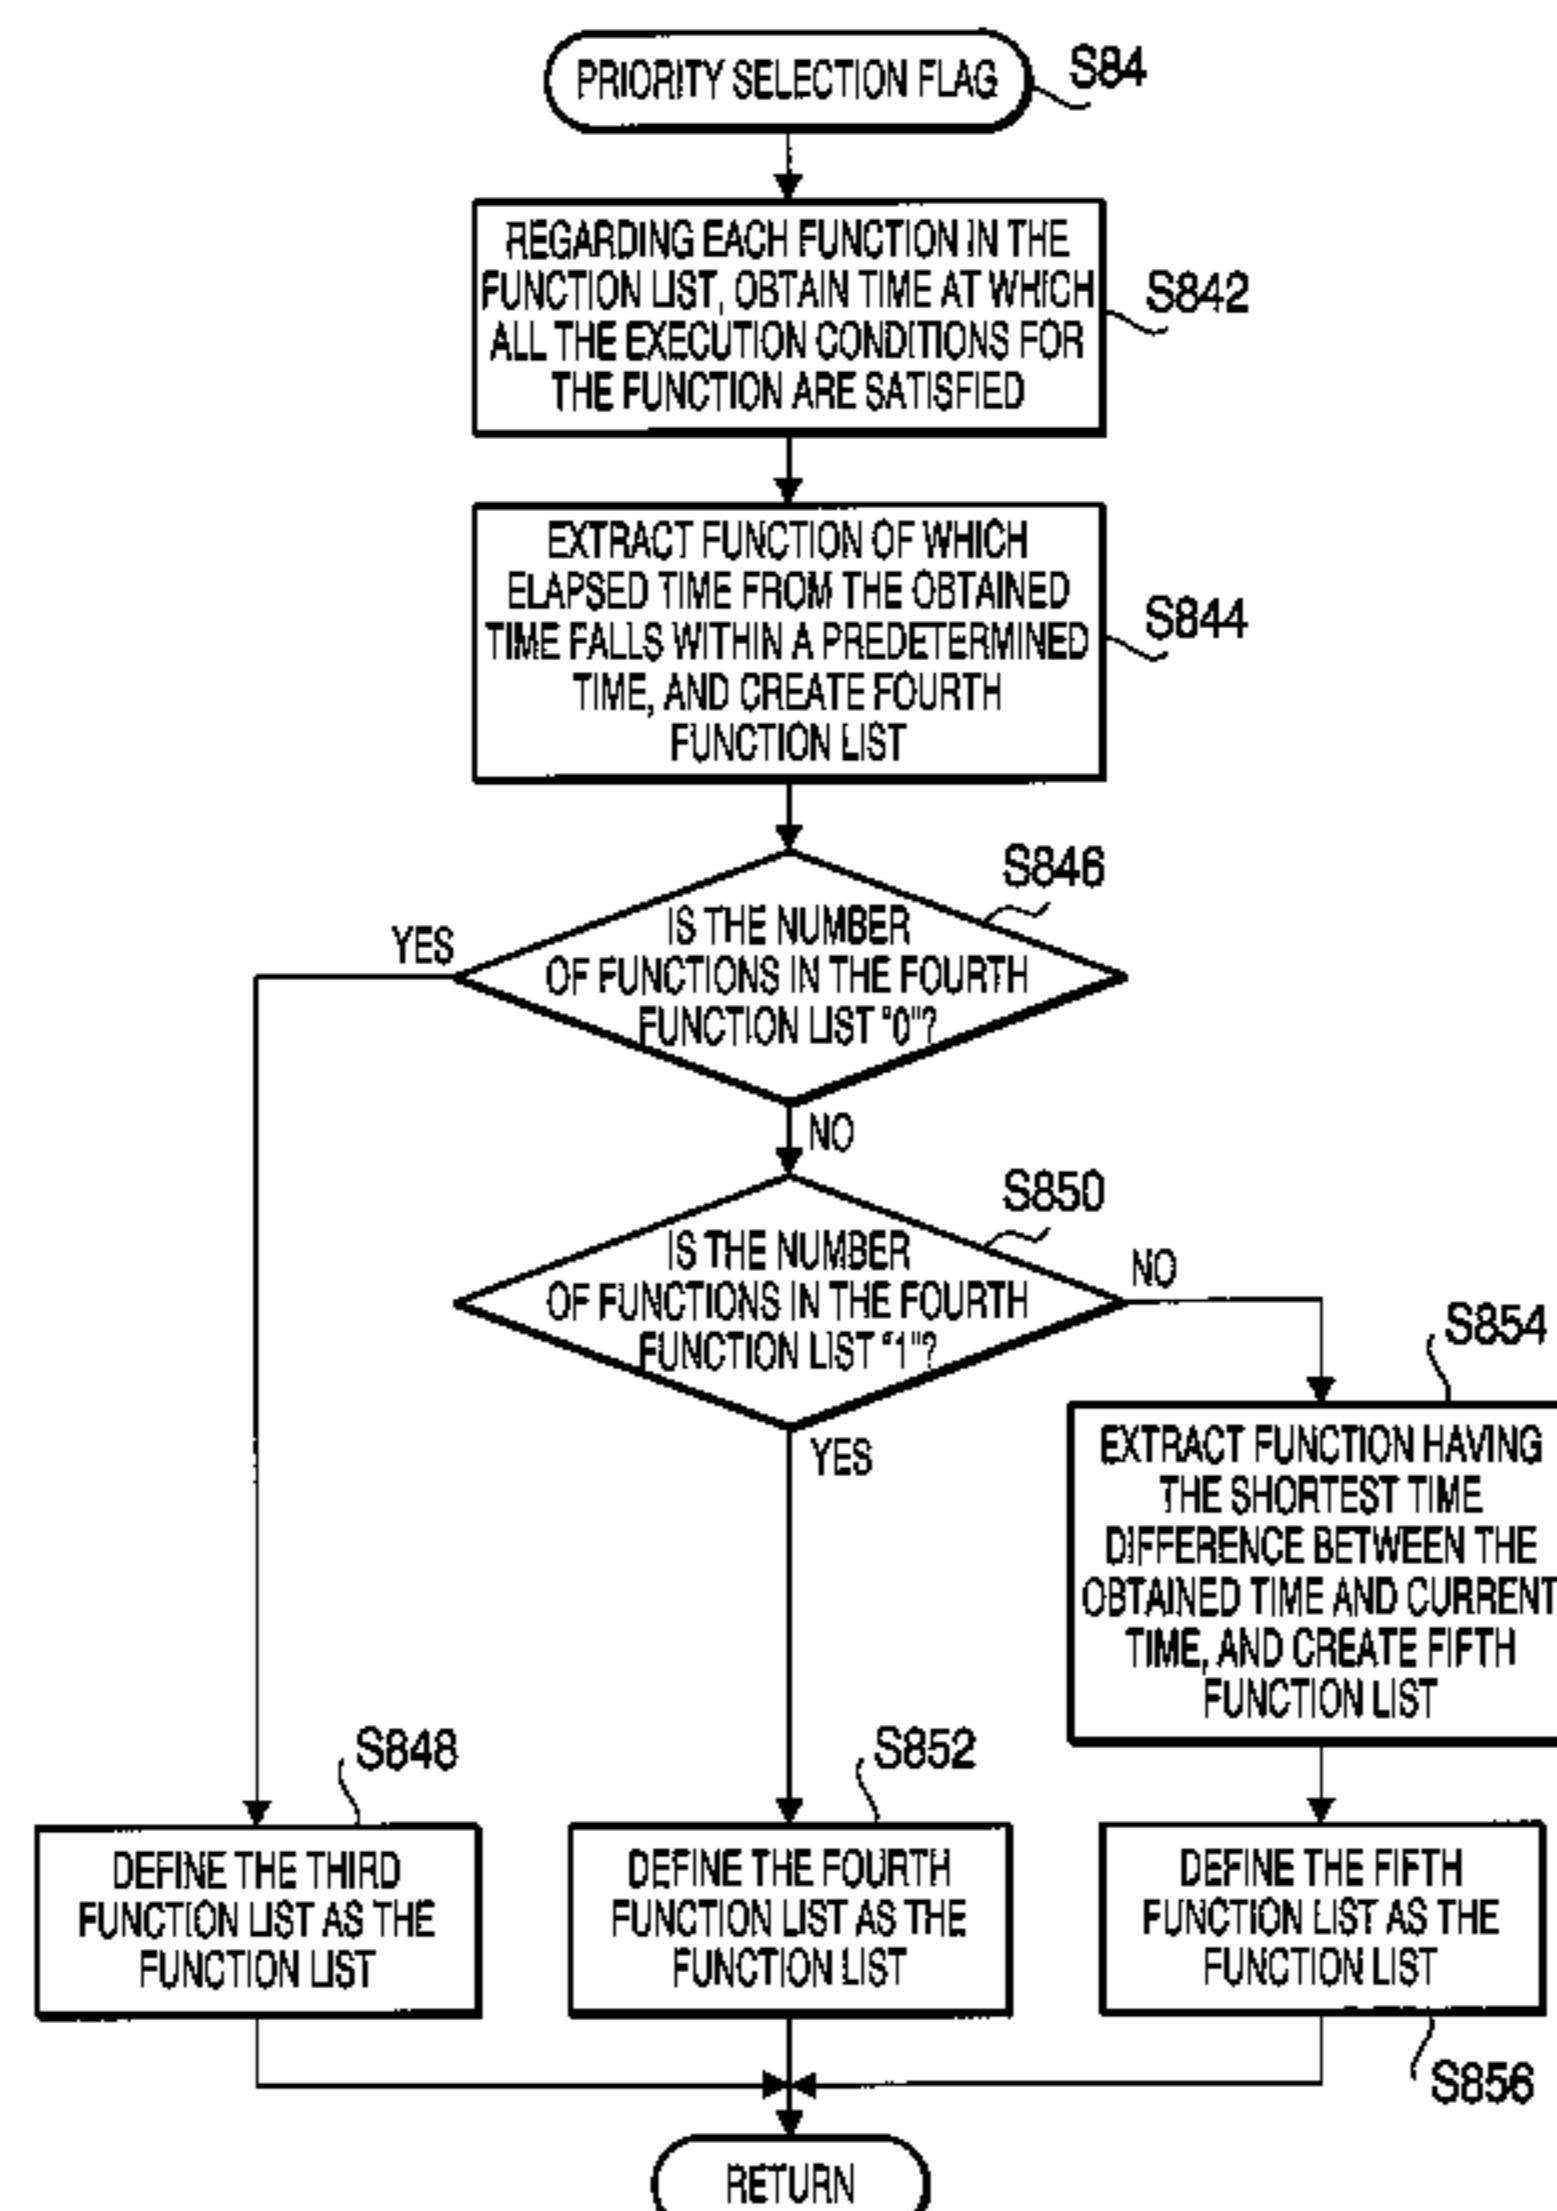 PRIORITY SELECTION FLAG
S84
REGARDING EACH FUNCTION IN THE
FUNCTION LIST, OBTAIN TIME AT WHICH
ALL THE EXECUTION CONDITIONS FOR
THE FUNCTION ARE SATISFIED
S842
EXTRACT FUNCTION OF WHICH
ELAPSED TIME FROM THE OBTAINED
TIME FALLS WITHIN A PREDETERMINED
TIME, AND CREATE FOURTH
FUNCTION LIST
S844
S846
YES
IS THE NUMBER
OF FUNCTIONS IN THE FOURTH
FUNCTION LIST "0"?
NO
S850
IS THE NUMBER
OF FUNCTIONS IN THE FOURTH
FUNCTION LIST "1"?
NO
YES
S854
EXTRACT FUNCTION HAVING
THE SHORTEST TIME
DIFFERENCE BETWEEN THE
OBTAINED TIME AND CURRENT
TIME, AND CREATE FIFTH
FUNCTION LIST
S848
DEFINE THE THIRD
FUNCTION LIST AS THE
FUNCTION LIST
S852
DEFINE THE FOURTH
FUNCTION LIST AS THE
FUNCTION LIST
DEFINE THE FIFTH
FUNCTION LIST AS THE
FUNCTION LIST
S856
RETURN